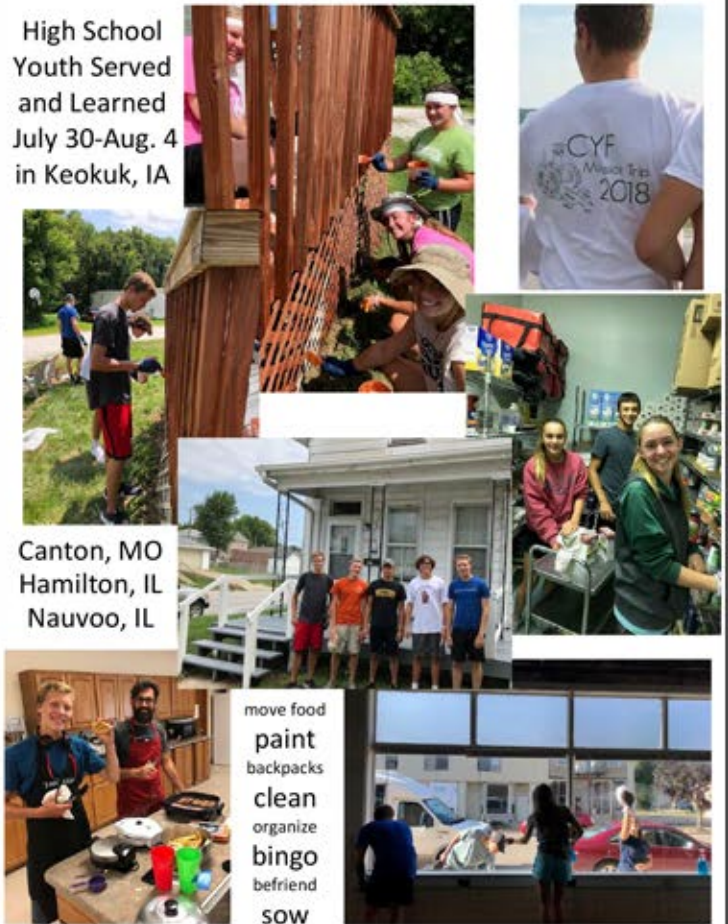 High School
Youth Served
and Learned
July 30-Aug. 4
in Keokuk, IA
CYF
Mission Trip
2018
Canton, MO
Hamilton, IL
Nauvoo, IL
move food
paint
backpacks
clean
organize
bingo
befriend
sow